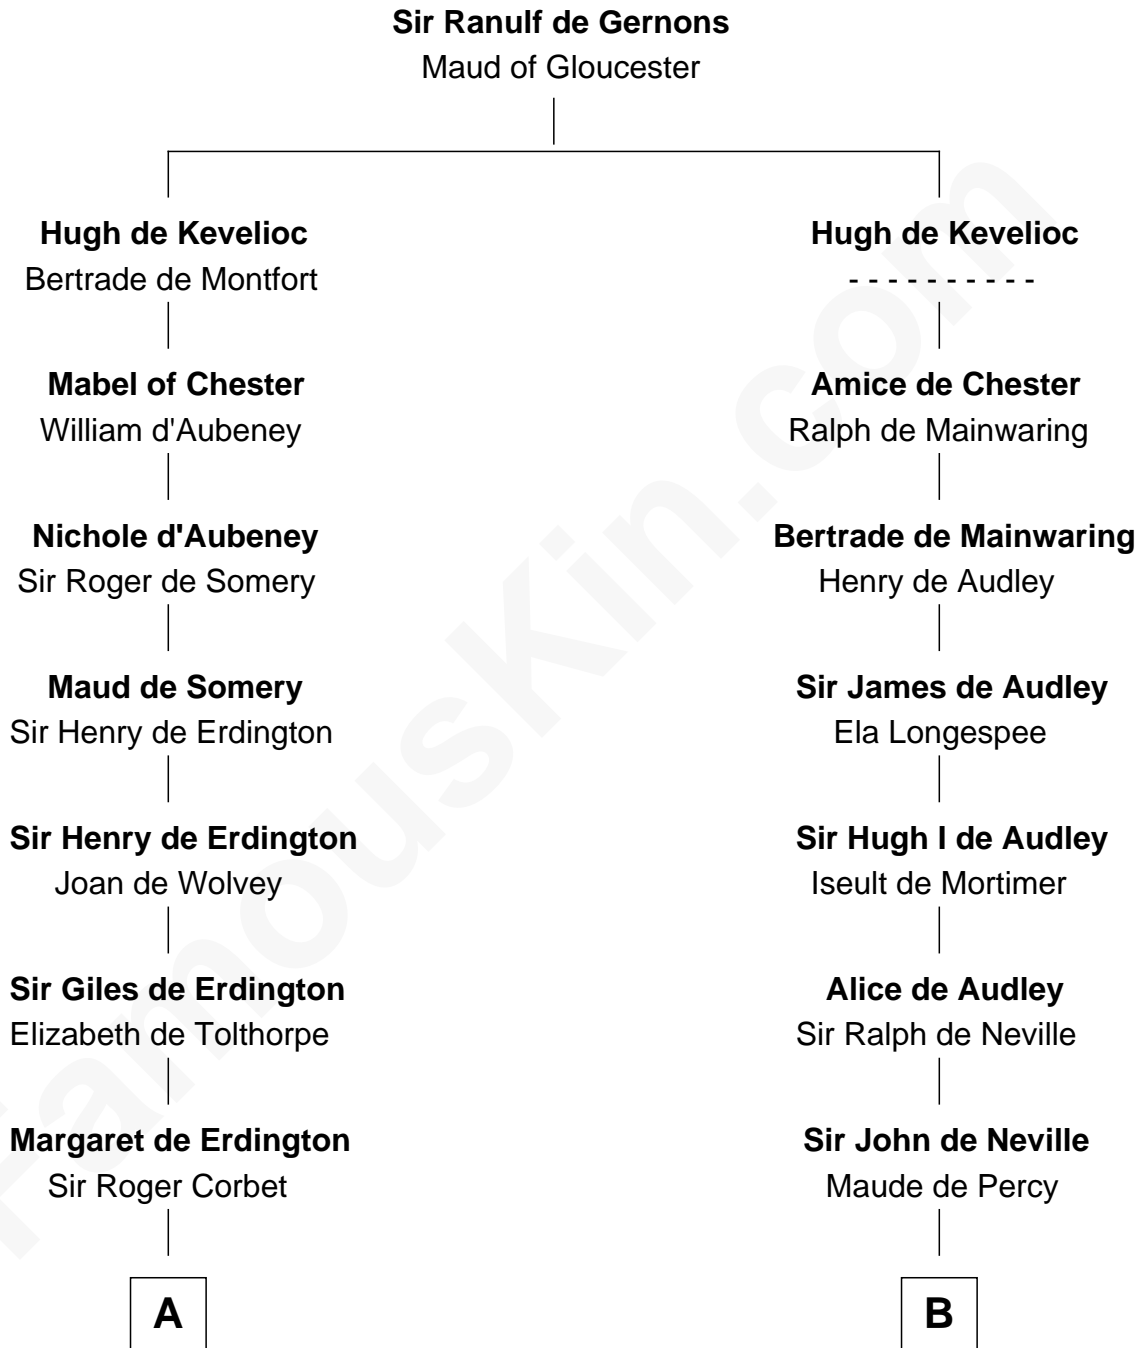 Sir Ranulf de Gernons
Maud of Gloucester
Hugh de Kevelioc
Bertrade de Montfort
Mabel of Chester
William d'Aubeney
Nichole d'Aubeney
Sir Roger de Somery
Maud de Somery
Sir Henry de Erdington
Sir Henry de Erdington
Joan de Wolvey
Sir Giles de Erdington
Elizabeth de Tolthorpe
Margaret de Erdington
Sir Roger Corbet
A
Hugh de Kevelioc
- - - - - - - - - -
Amice de Chester
Ralph de Mainwaring
Bertrade de Mainwaring
Henry de Audley
Sir James de Audley
Ela Longespee
Sir Hugh I de Audley
Iseult de Mortimer
Alice de Audley
Sir Ralph de Neville
Sir John de Neville
Maude de Percy
B
FamousKin.com